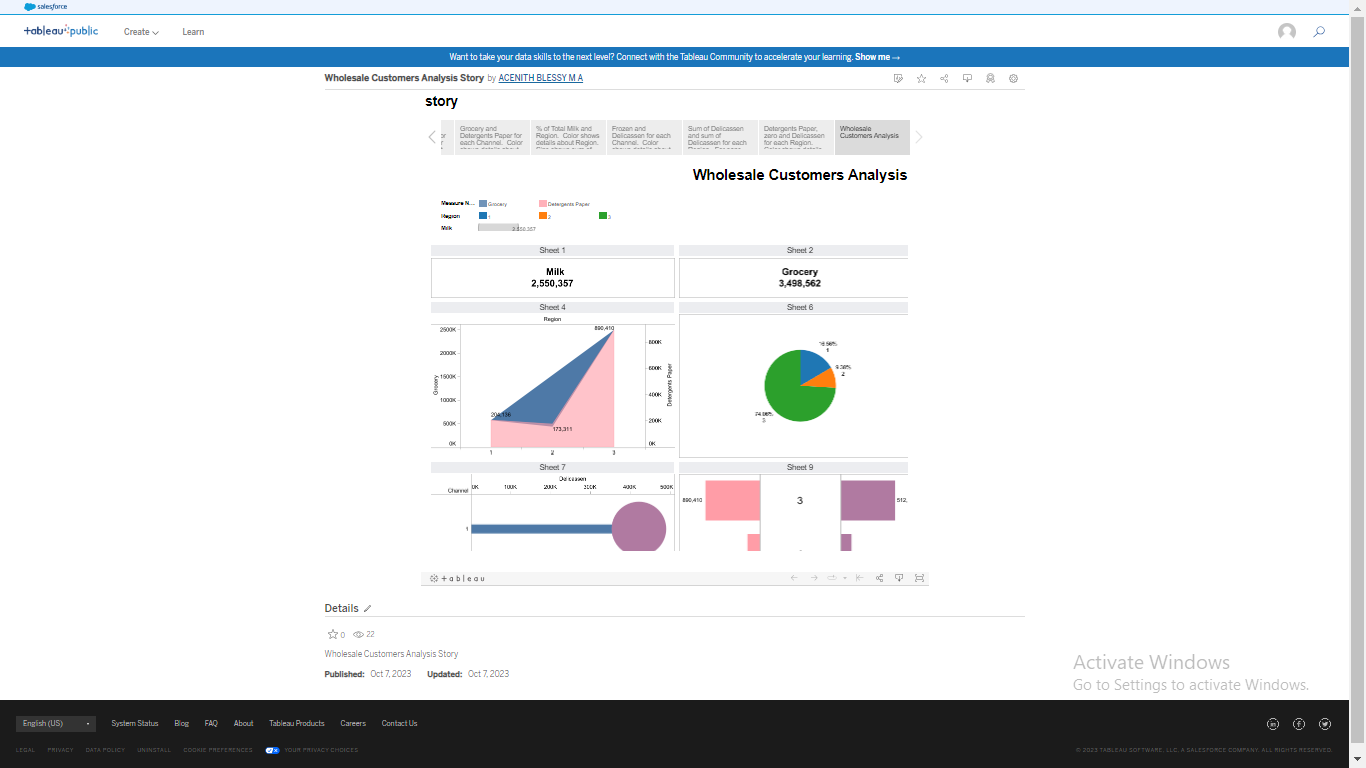 salesforce
+ableau public Create Learn
Want to take your data skills to the next level? Connect with the Tableau Community to accelerate your learning. Show me →
Wholesale Customers Analysis Story by ACENITH BLESSY M A
story
Grocery and
Detergents Paper for
each Channel. Color
% of Total Milk and
Region. Color shows
details about Region.
Frozen and
Delicassen for each
Channel. Color
Sum of Delicassen
and sum of
Delicassen for each
Detergents Paper,
zero and Delicassen
for each Region.
Wholesale
Customers Analysis
Wholesale Customers Analysis
Measure N... Grocery Detergents Paper
Region 1 2 3
Milk 2,550,357
Sheet 1
Milk
2,550,357
Sheet 2
Grocery
3,498,562
Sheet 4
Region
2500K
2000K
1500K
1000K
500K
0K
Grocery
890,410
204,136
173,311
800K
600K
400K
200K
0K
Detergents Paper
1 2 3
Sheet 6
16.56%
1
9.38%
2
74.06%
3
Sheet 7
Delicassen
Channel 0K 100K 200K 300K 400K 500K
1
Sheet 9
890,410 3 512,
+ a b l e a u
Details
0 22
Wholesale Customers Analysis Story
Published: Oct 7, 2023 Updated: Oct 7, 2023
Activate Windows
Go to Settings to activate Windows.
English (US) System Status Blog FAQ About Tableau Products Careers Contact Us
LEGAL PRIVACY DATA POLICY UNINSTALL COOKIE PREFERENCES YOUR PRIVACY CHOICES
© 2023 TABLEAU SOFTWARE, LLC, A SALESFORCE COMPANY. ALL RIGHTS RESERVED.